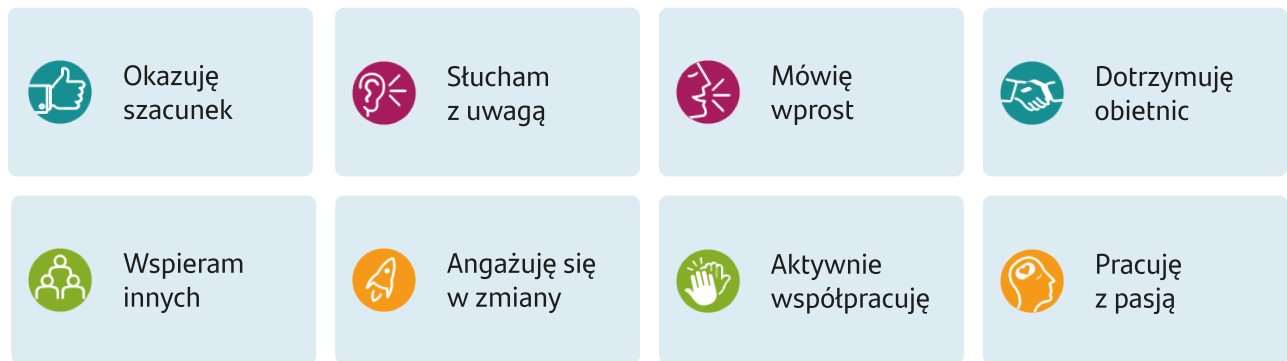 Okazuję
szacunek
Słucham
z uwagą
Mówię
wprost
Dotrzymuję
obietnic
Wspieram
innych
Angażuję się
w zmiany
Aktywnie
współpracuję
Pracuję
z pasją